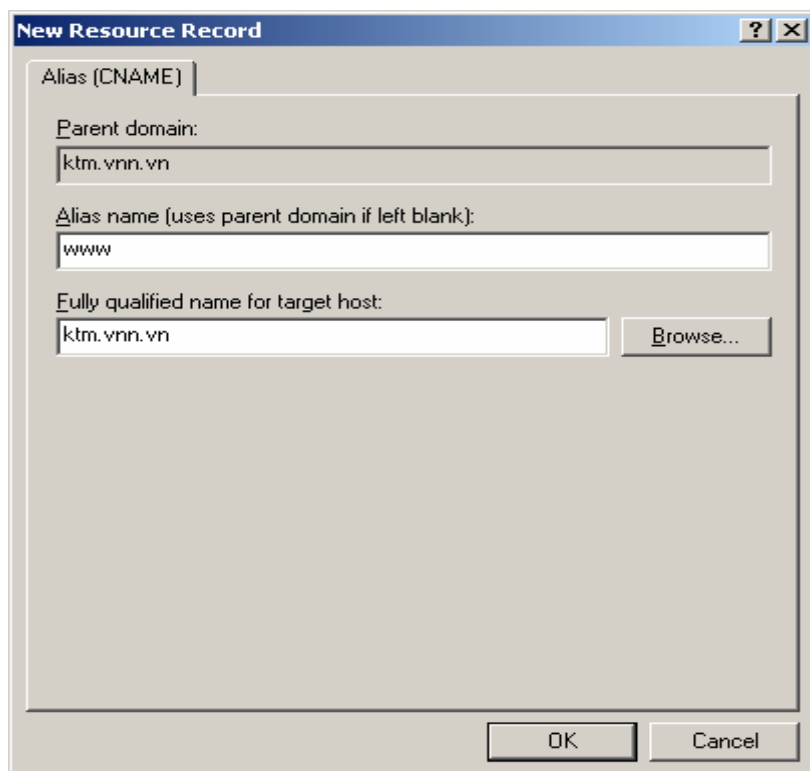 New Resource Record
Alias (CNAME)
Parent domain:
ktm.vnn.vn
Alias name (uses parent domain if left blank):
www
Fully qualified name for target host:
ktm.vnn.vn
Browse...
OK
Cancel